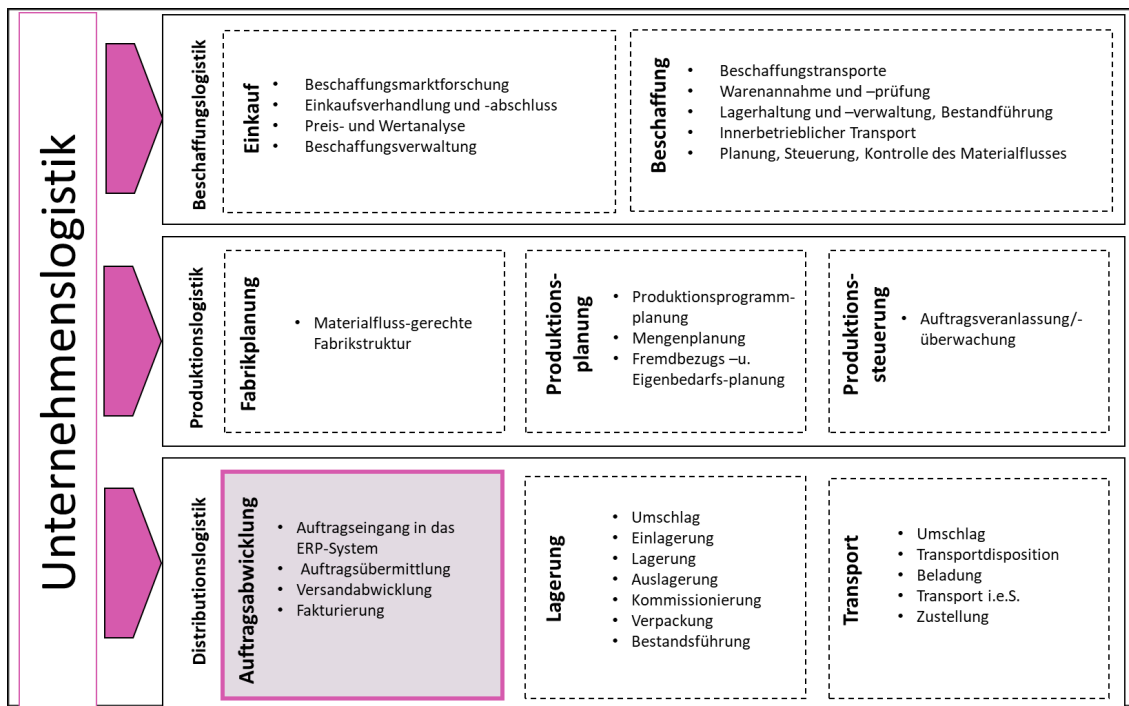 Unternehmenslogistik
Beschaffungslogistik
Einkauf
• Beschaffungsmarktforschung
• Einkaufsverhandlung und -abschluss
• Preis- und Wertanalyse
• Beschaffungsverwaltung
Beschaffung
• Beschaffungstransporte
• Warenannahme und –prüfung
• Lagerhaltung und –verwaltung, Bestandführung
• Innerbetrieblicher Transport
• Planung, Steuerung, Kontrolle des Materialflusses
Produktionslogistik
Fabrikplanung
• Materialfluss-gerechte
Fabrikstruktur
Produktions-
planung
• Produktionsprogramm-
planung
• Mengenplanung
• Fremdbezugs –u.
Eigenbedarfs-planung
Produktions-
steuerung
• Auftragsveranlassung/-
überwachung
Distributionslogistik
Auftragsabwicklung
• Auftragseingang in das
ERP-System
• Auftragsübermittlung
• Versandabwicklung
• Fakturierung
Lagerung
• Umschlag
• Einlagerung
• Lagerung
• Auslagerung
• Kommissionierung
• Verpackung
• Bestandsführung
Transport
• Umschlag
• Transportdisposition
• Beladung
• Transport i.e.S.
• Zustellung